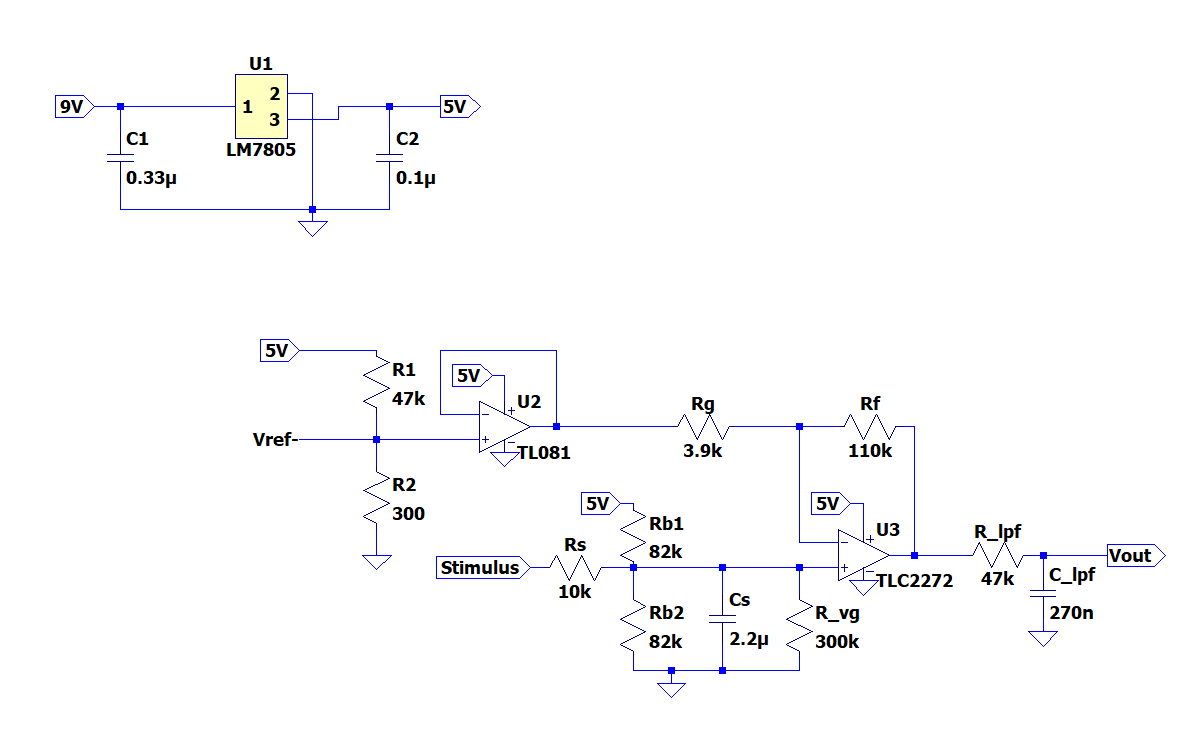 U1
9V
1
2
3
5V
C1
0.33µ
LM7805
C2
0.1µ
5V
R1
47k
5V
U2
+
−
+
−
TL081
Vref-
Rg
3.9k
Rf
110k
R2
300
5V
Rb1
82k
5V
U3
+
−
+
−
TLC2272
R_lpf
47k
Vout
Rs
Stimulus
10k
C_lpf
270n
Rb2
82k
Cs
2.2µ
R_vg
300k